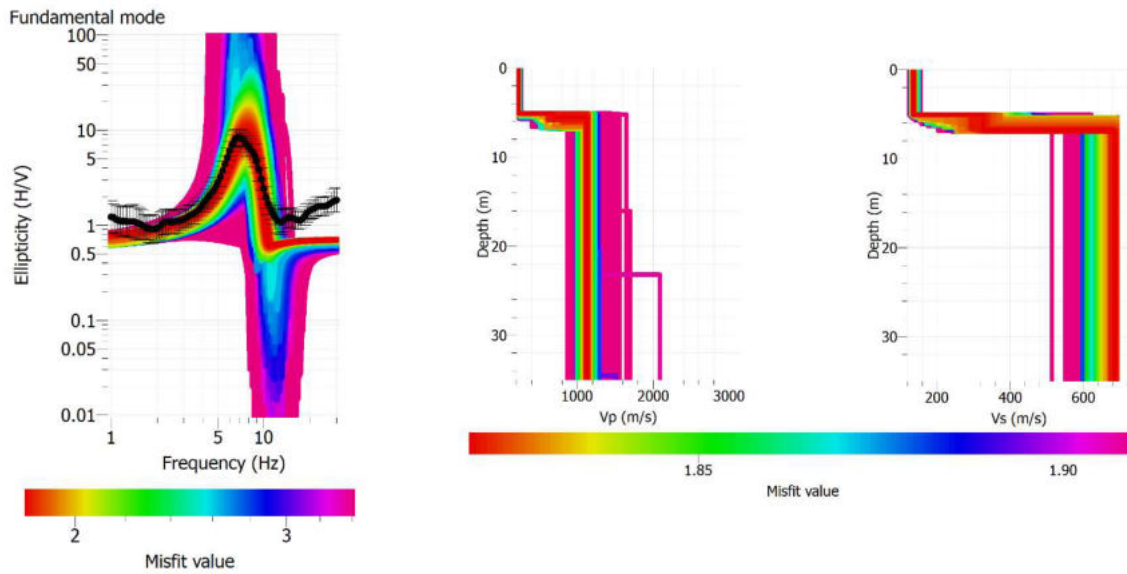 Fundamental mode
100
50
10
5
1
0.5
0.1
0.05
0.01
Ellipticity (H/V)
1 5 10
Frequency (Hz)
2 3
Misfit value
0
10
20
30
Depth (m)
1000 2000 3000
Vp (m/s)
0
10
20
30
Depth (m)
200 400 600
Vs (m/s)
1.85 1.90
Misfit value